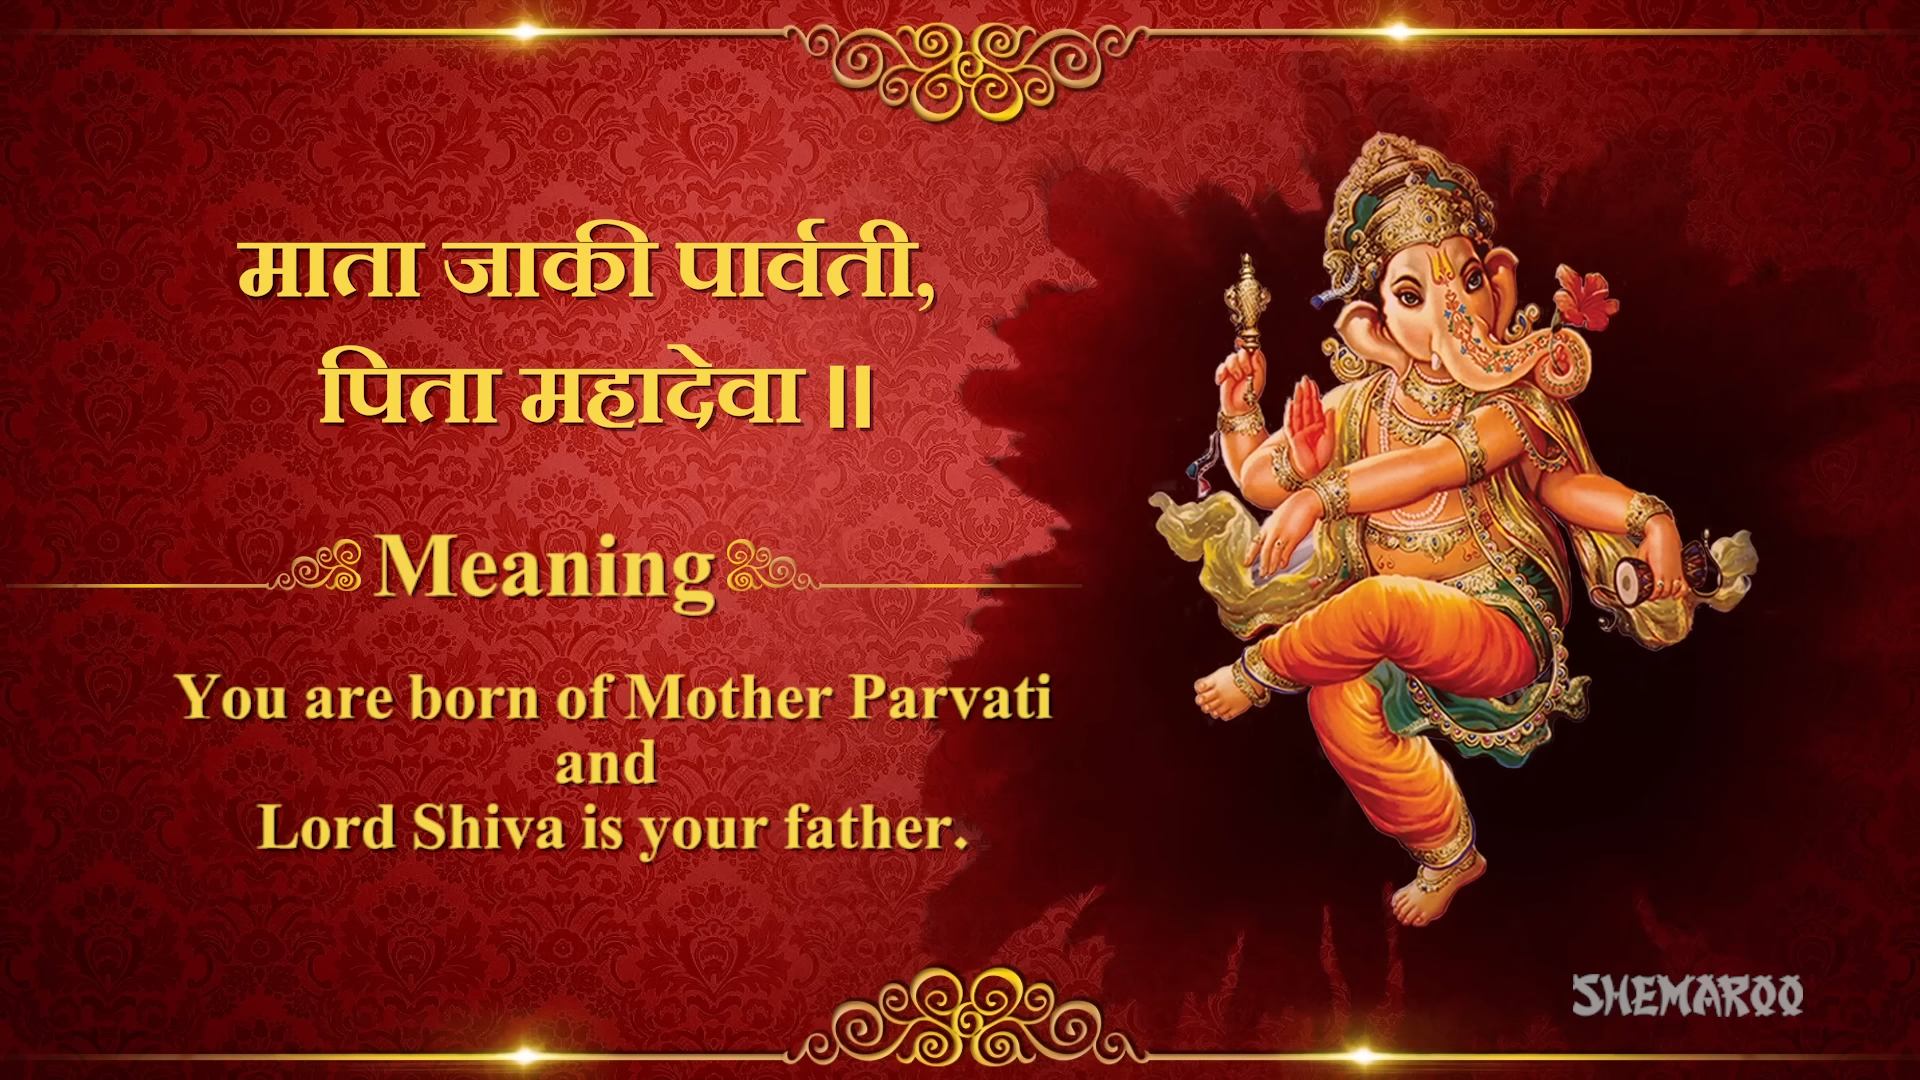 माता जाकी पार्वती,
पिता महादेवा ॥
Meaning
You are born of Mother Parvati
and
Lord Shiva is your father.
SHEMAROO